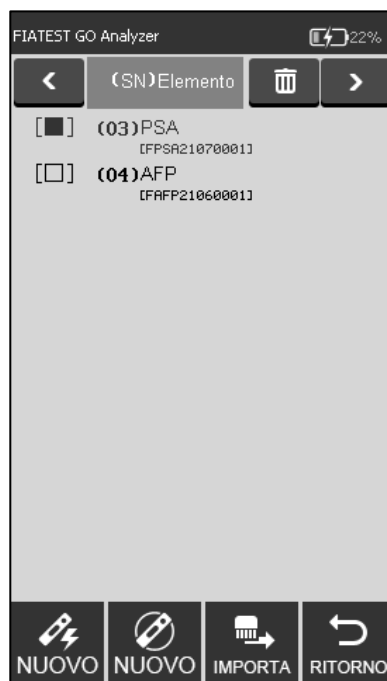 FIATEST GO Analyzer 22%
(SN)Elemento
(03)PSA
[FPSA21070001]
(04)AFP
[FAFP21060001]
NUOVO NUOVO IMPORTA RITORNO